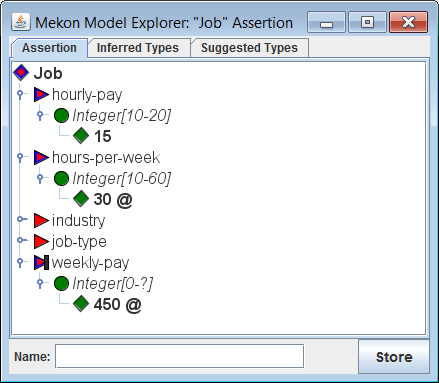 Mekon Model Explorer: "Job" Assertion
Assertion Inferred Types Suggested Types
Job
hourly-pay
Integer[10-20]
15
hours-per-week
Integer[10-60]
30 @
industry
job-type
weekly-pay
Integer[0-?]
450 @
Name: Store